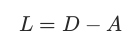 L = D − A